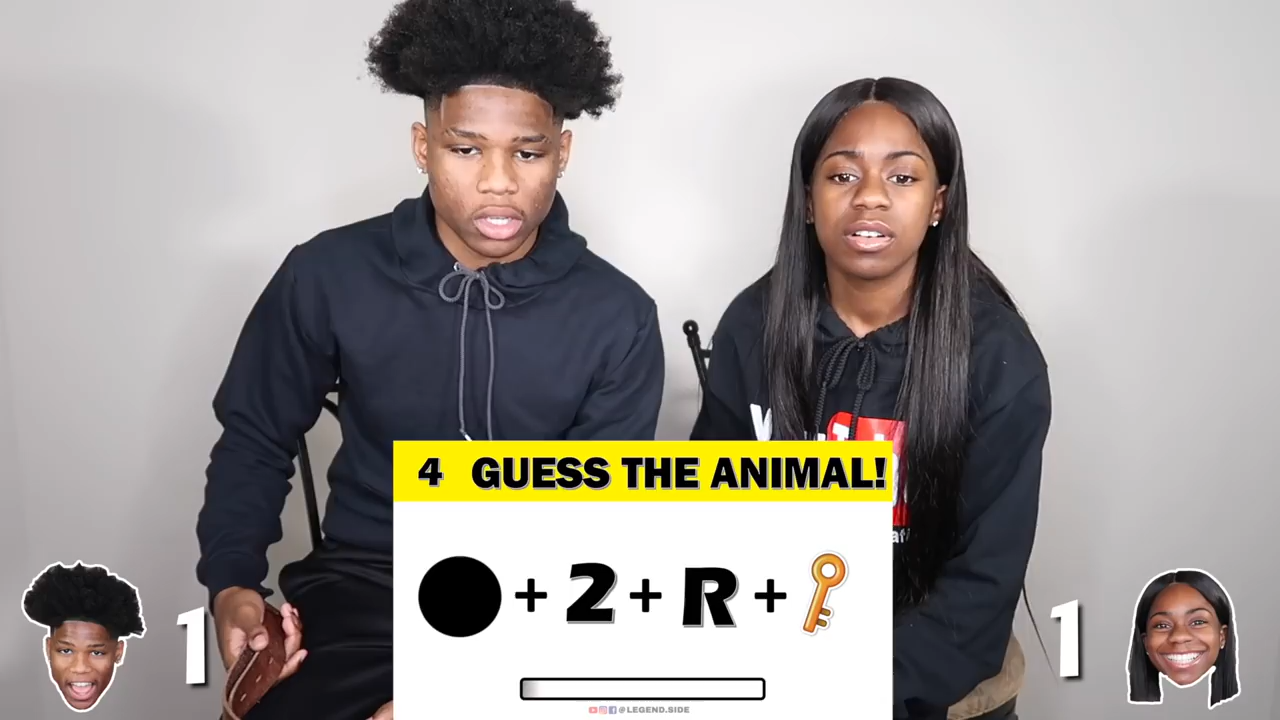 4 GUESS THE ANIMAL!
+ 2 + R +
1
1
@LEGEND.SIDE